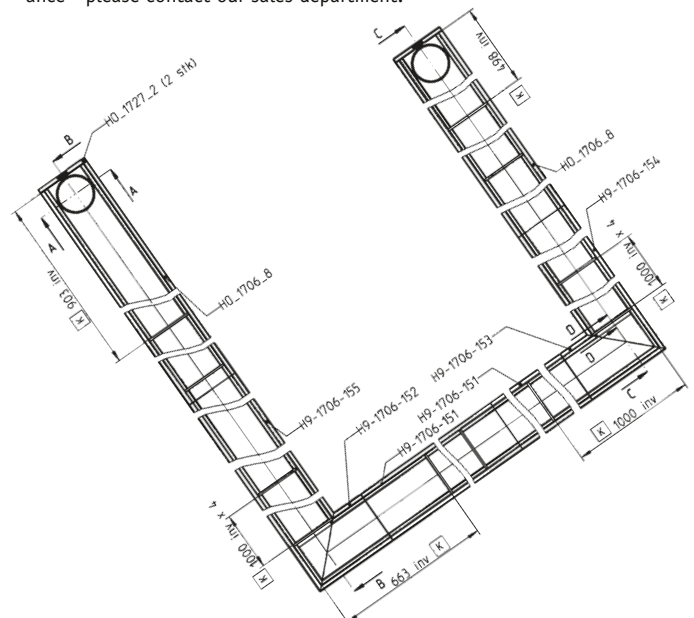 ance - please contact our sales department.
C
498 inv
K
H0_1727_2 (2 stk)
B
A
A
H0_1706_8
H9-1706-154
903 inv
K
H0_1706_8
1000 inv x 4
K
D
D
H9-1706-153
H9-1706-151
H9-1706-155
H9-1706-152
H9-1706-151
C
K 1000 inv
1000 inv x 4
K
B
663 inv K